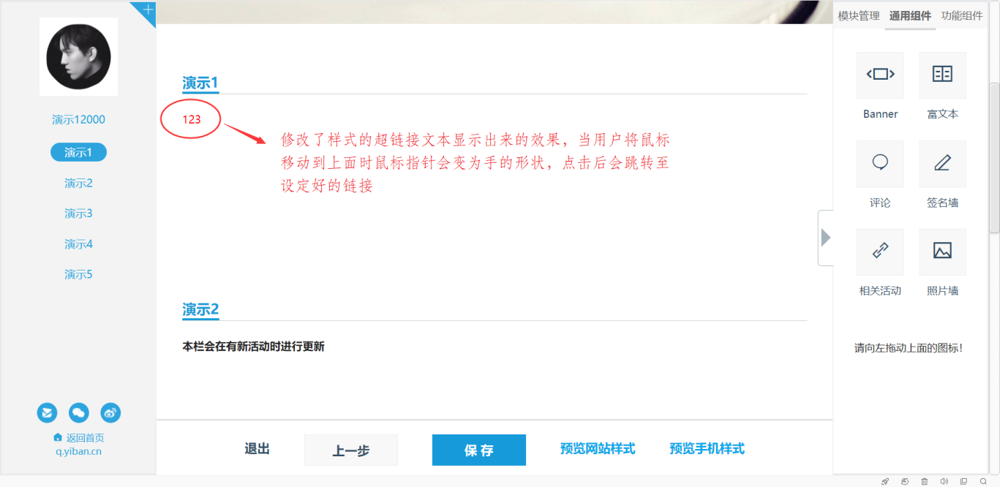 演示12000
演示1
演示2
演示3
演示4
演示5
返回首页
q.yiban.cn
演示1
123
修改了样式的超链接文本显示出来的效果，当用户将鼠标
移动到上面时鼠标指针会变为手的形状，点击后会跳转至
设定好的链接
演示2
本栏会在有新活动时进行更新
退出
上一步
保存
预览网站样式
预览手机样式
模块管理 通用组件 功能组件
Banner 富文本
评论 签名墙
相关活动 照片墙
请向左拖动上面的图标！